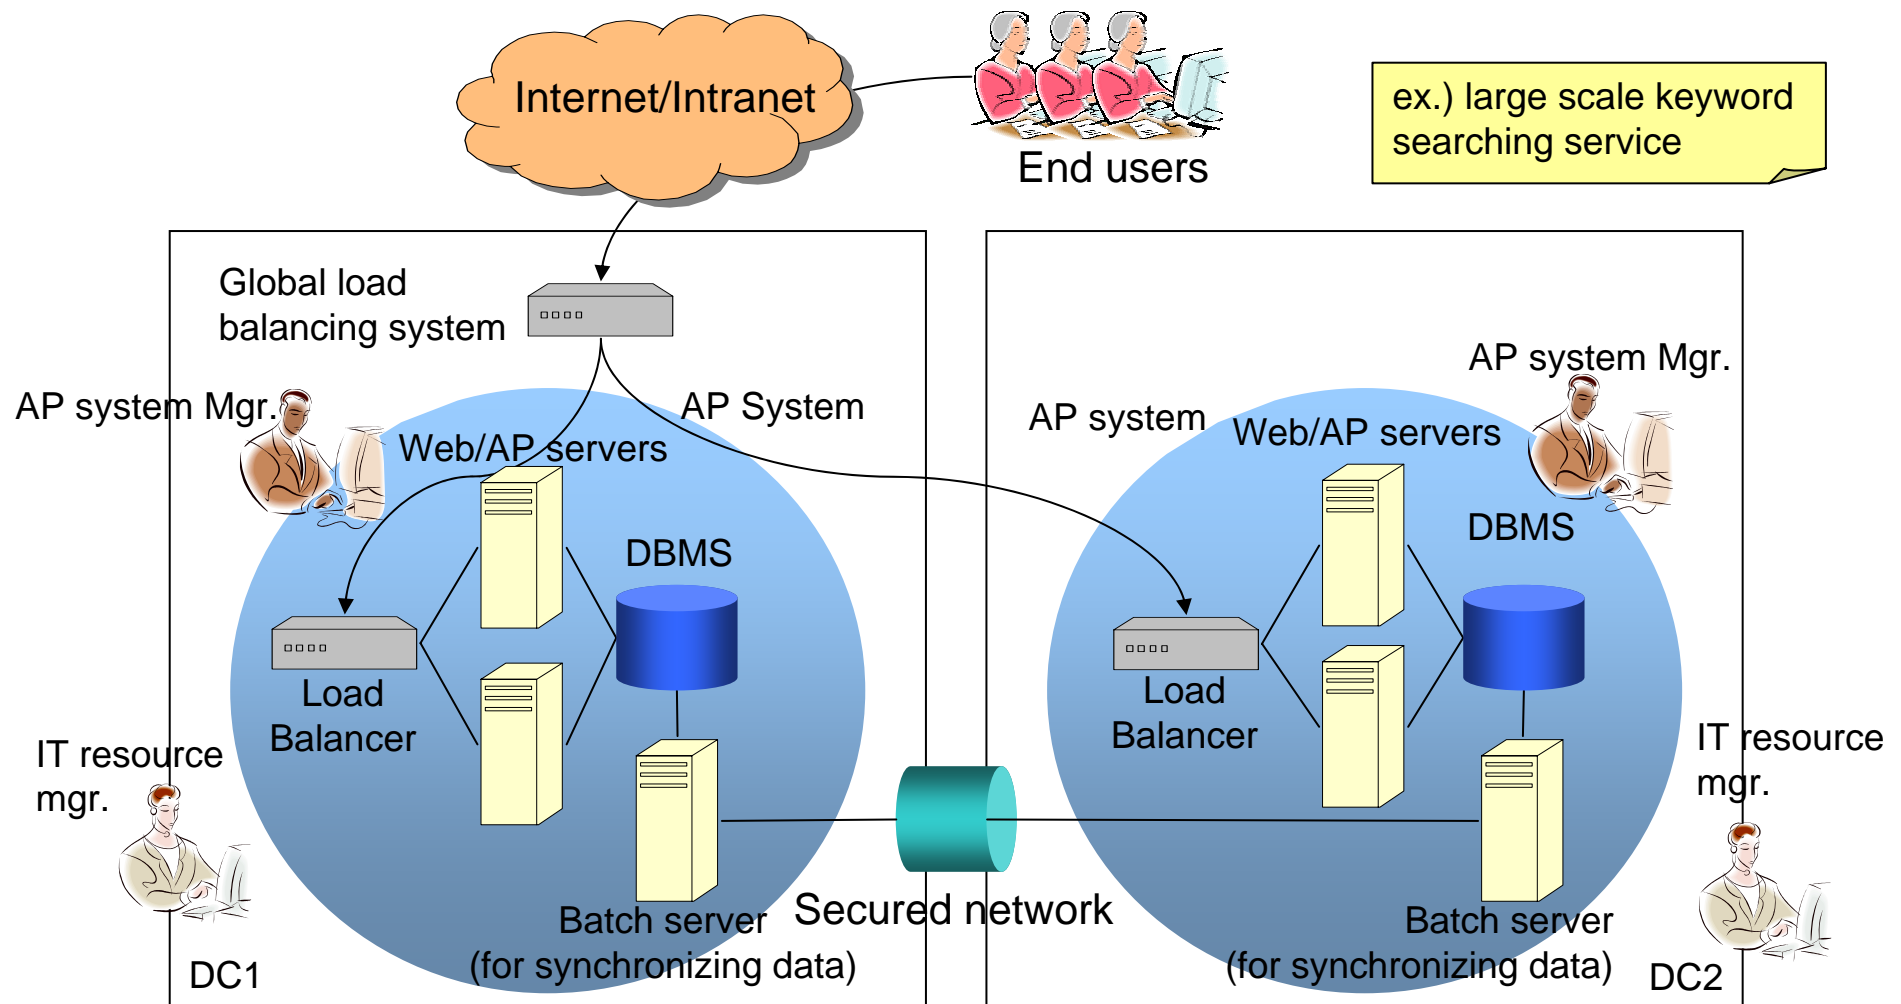 Internet/Intranet
End users
ex.) large scale keyword
searching service
Global load
balancing system
AP system Mgr.
AP System
Web/AP servers
DBMS
Load
Balancer
IT resource
mgr.
Batch server
(for synchronizing data)
DC1
Secured network
AP system Mgr.
AP system
Web/AP servers
DBMS
Load
Balancer
IT resource
mgr.
Batch server
(for synchronizing data)
DC2